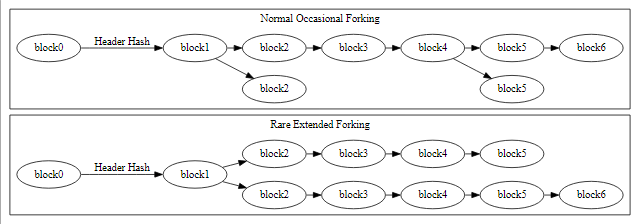 Normal Occasional Forking
block0 Header Hash block1 block2 block3 block4 block5 block6
block2 block5
Rare Extended Forking
block2 block3 block4 block5
block0 Header Hash block1
block2 block3 block4 block5 block6